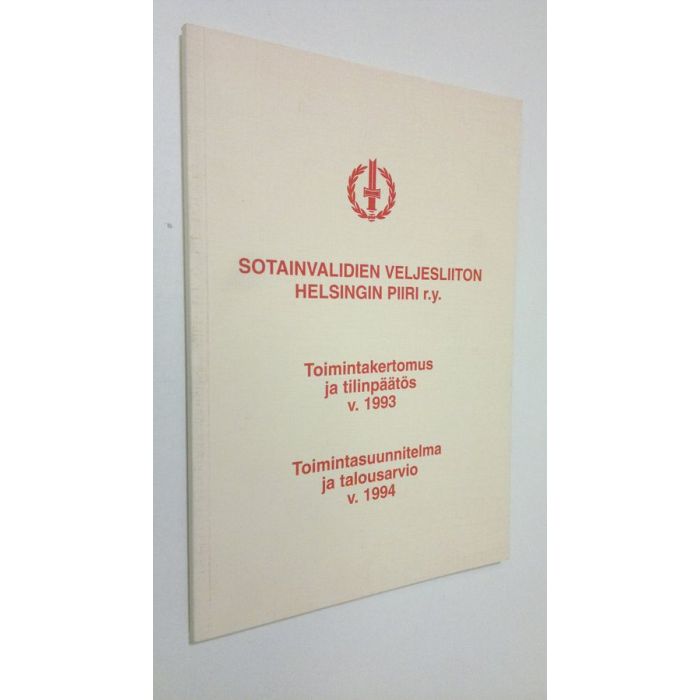 SOTAINVALIDIEN VELJESLIITON
HELSINGIN PIIRI r.y.
Toimintakertomus
ja tilinpäätös
v. 1993
Toimintasuunnitelma
ja talousarvio
v. 1994